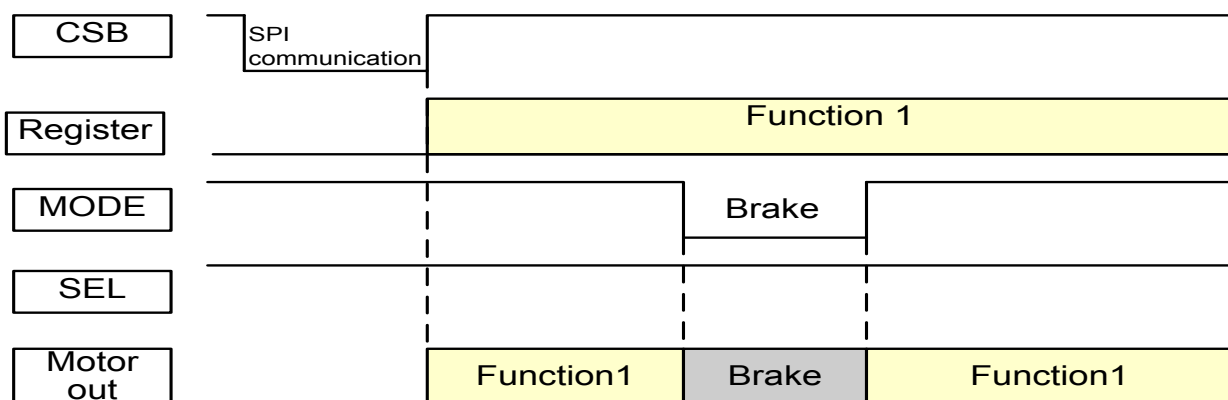 CSB
SPI
communication
Register
Function 1
MODE
Brake
SEL
Motor
out
Function1
Brake
Function1